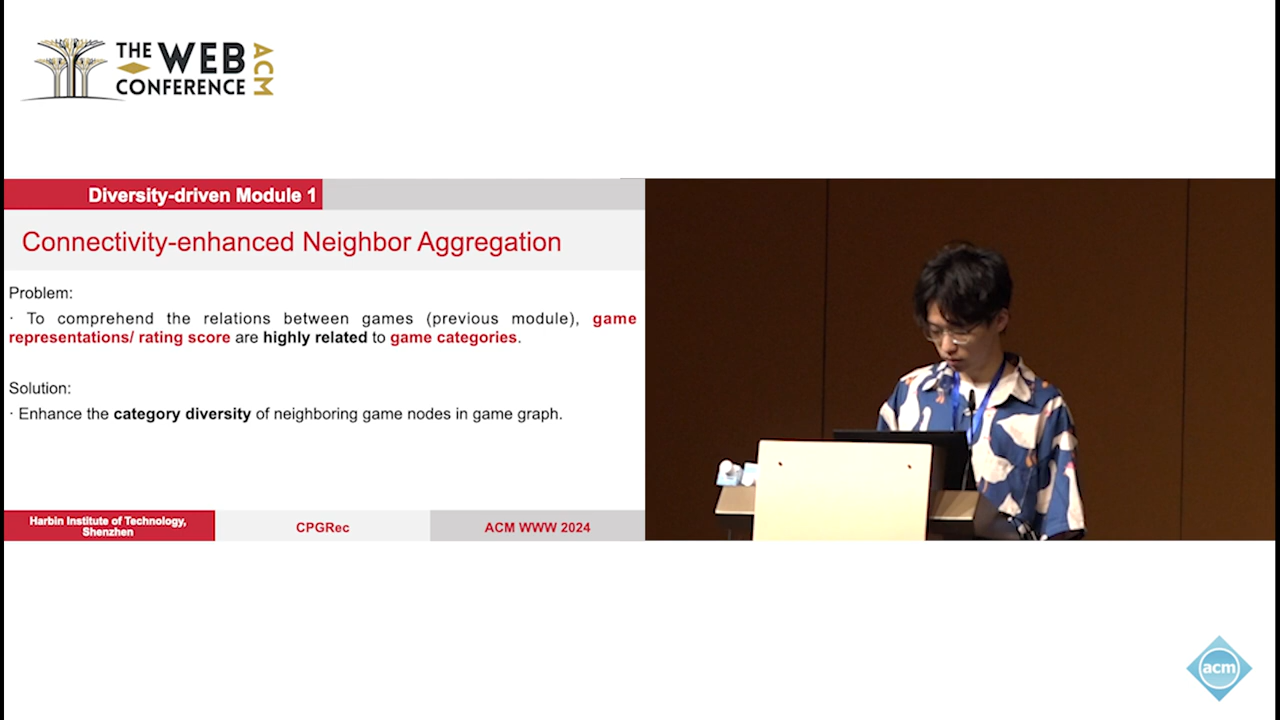 THE WEB
CONFERENCE
ACM
Diversity-driven Module 1
Connectivity-enhanced Neighbor Aggregation
Problem:
· To comprehend the relations between games (previous module), game
representations/ rating score are highly related to game categories.
Solution:
· Enhance the category diversity of neighboring game nodes in game graph.
Harbin Institute of Technology,
Shenzhen
CPGRec
ACM WWW 2024
acm